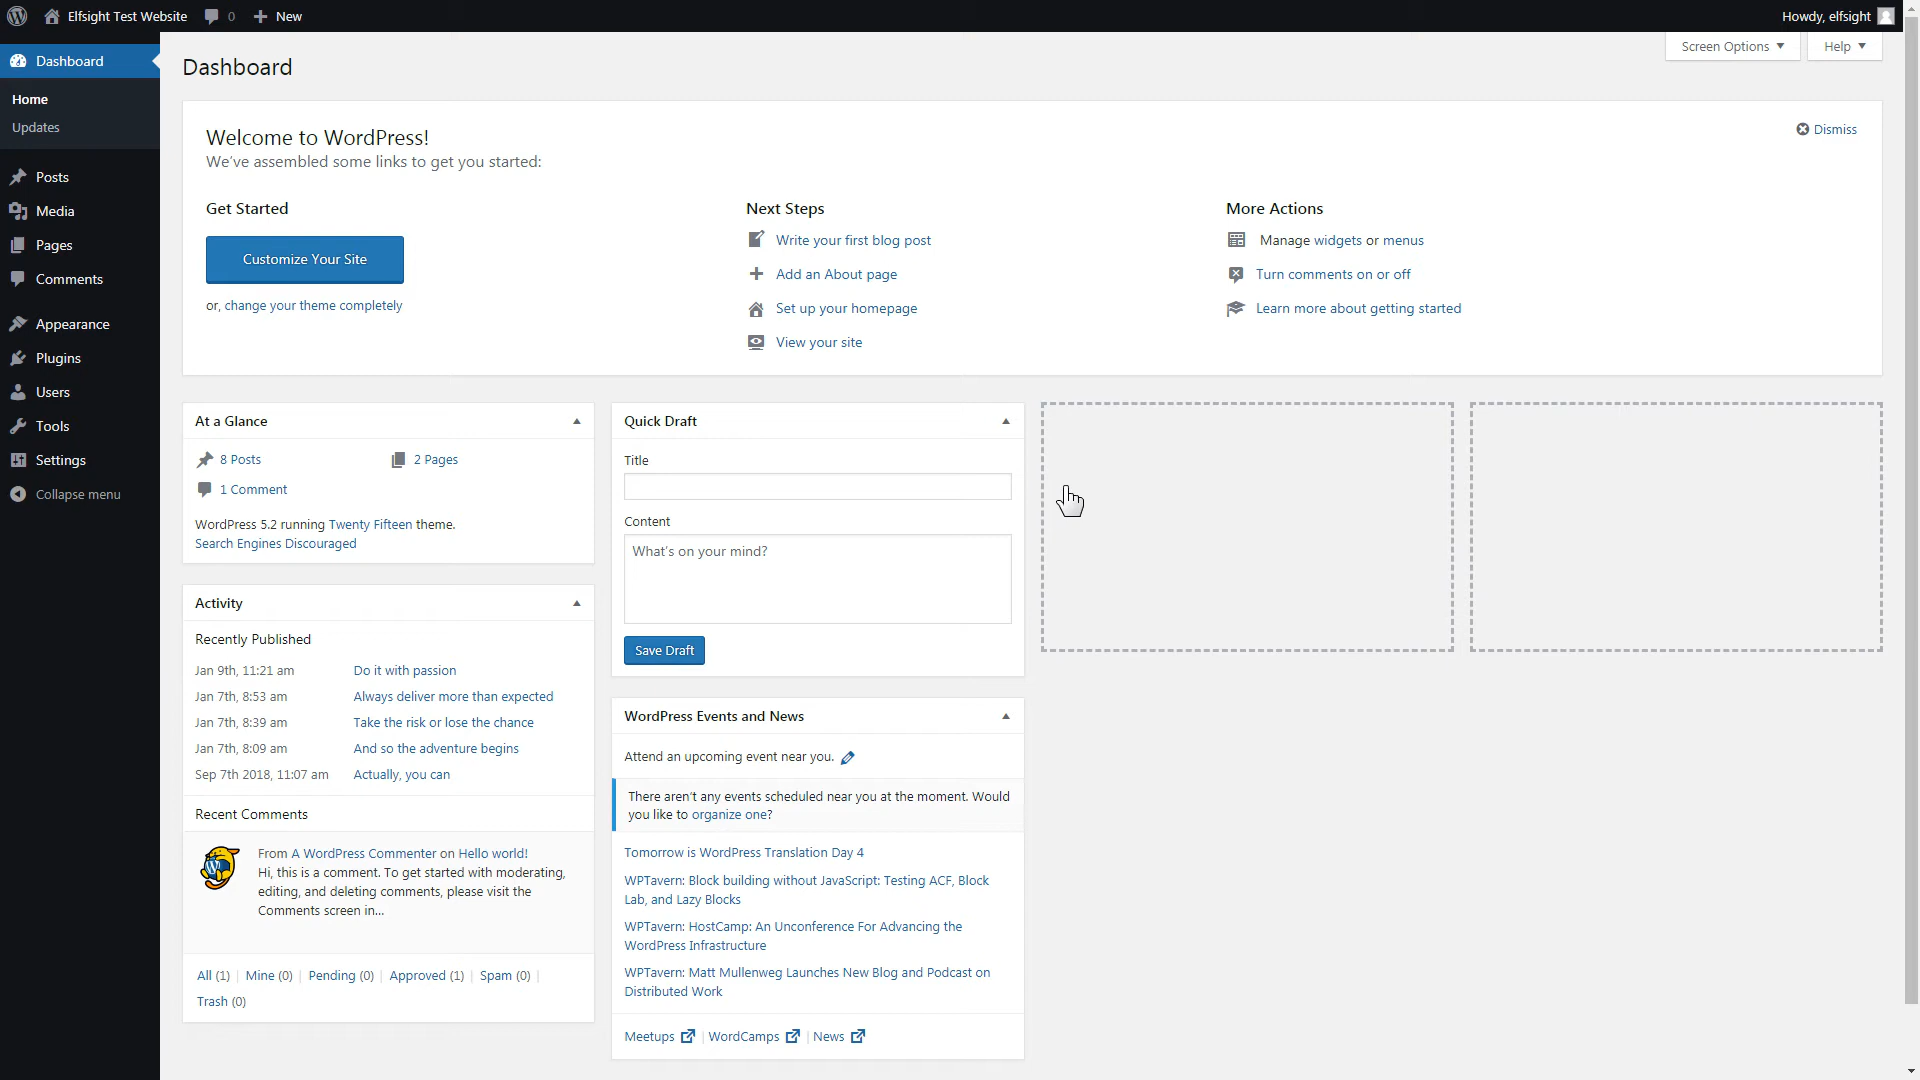 Elfsight Test Website 0 New
Howdy, elfsight
Dashboard
Home
Updates
Posts
Media
Pages
Comments
Appearance
Plugins
Users
Tools
Settings
Collapse menu
Screen Options
Help
Dashboard
Welcome to WordPress!
We've assembled some links to get you started:
Dismiss
Get Started
Customize Your Site
or, change your theme completely
Next Steps
Write your first blog post
Add an About page
Set up your homepage
View your site
More Actions
Manage widgets or menus
Turn comments on or off
Learn more about getting started
At a Glance
8 Posts
2 Pages
1 Comment
WordPress 5.2 running Twenty Fifteen theme.
Search Engines Discouraged
Activity
Recently Published
Jan 9th, 11:21 am Do it with passion
Jan 7th, 8:53 am Always deliver more than expected
Jan 7th, 8:39 am Take the risk or lose the chance
Jan 7th, 8:09 am And so the adventure begins
Sep 7th 2018, 11:07 am Actually, you can
Recent Comments
From A WordPress Commenter on Hello world!
Hi, this is a comment. To get started with moderating,
editing, and deleting comments, please visit the
Comments screen in...
All (1) | Mine (0) | Pending (0) | Approved (1) | Spam (0) |
Trash (0)
Quick Draft
Title
Content
What's on your mind?
Save Draft
WordPress Events and News
Attend an upcoming event near you.
There aren't any events scheduled near you at the moment. Would
you like to organize one?
Tomorrow is WordPress Translation Day 4
WPTavern: Block building without JavaScript: Testing ACF, Block
Lab, and Lazy Blocks
WPTavern: HostCamp: An Unconference For Advancing the
WordPress Infrastructure
WPTavern: Matt Mullenweg Launches New Blog and Podcast on
Distributed Work
Meetups | WordCamps | News